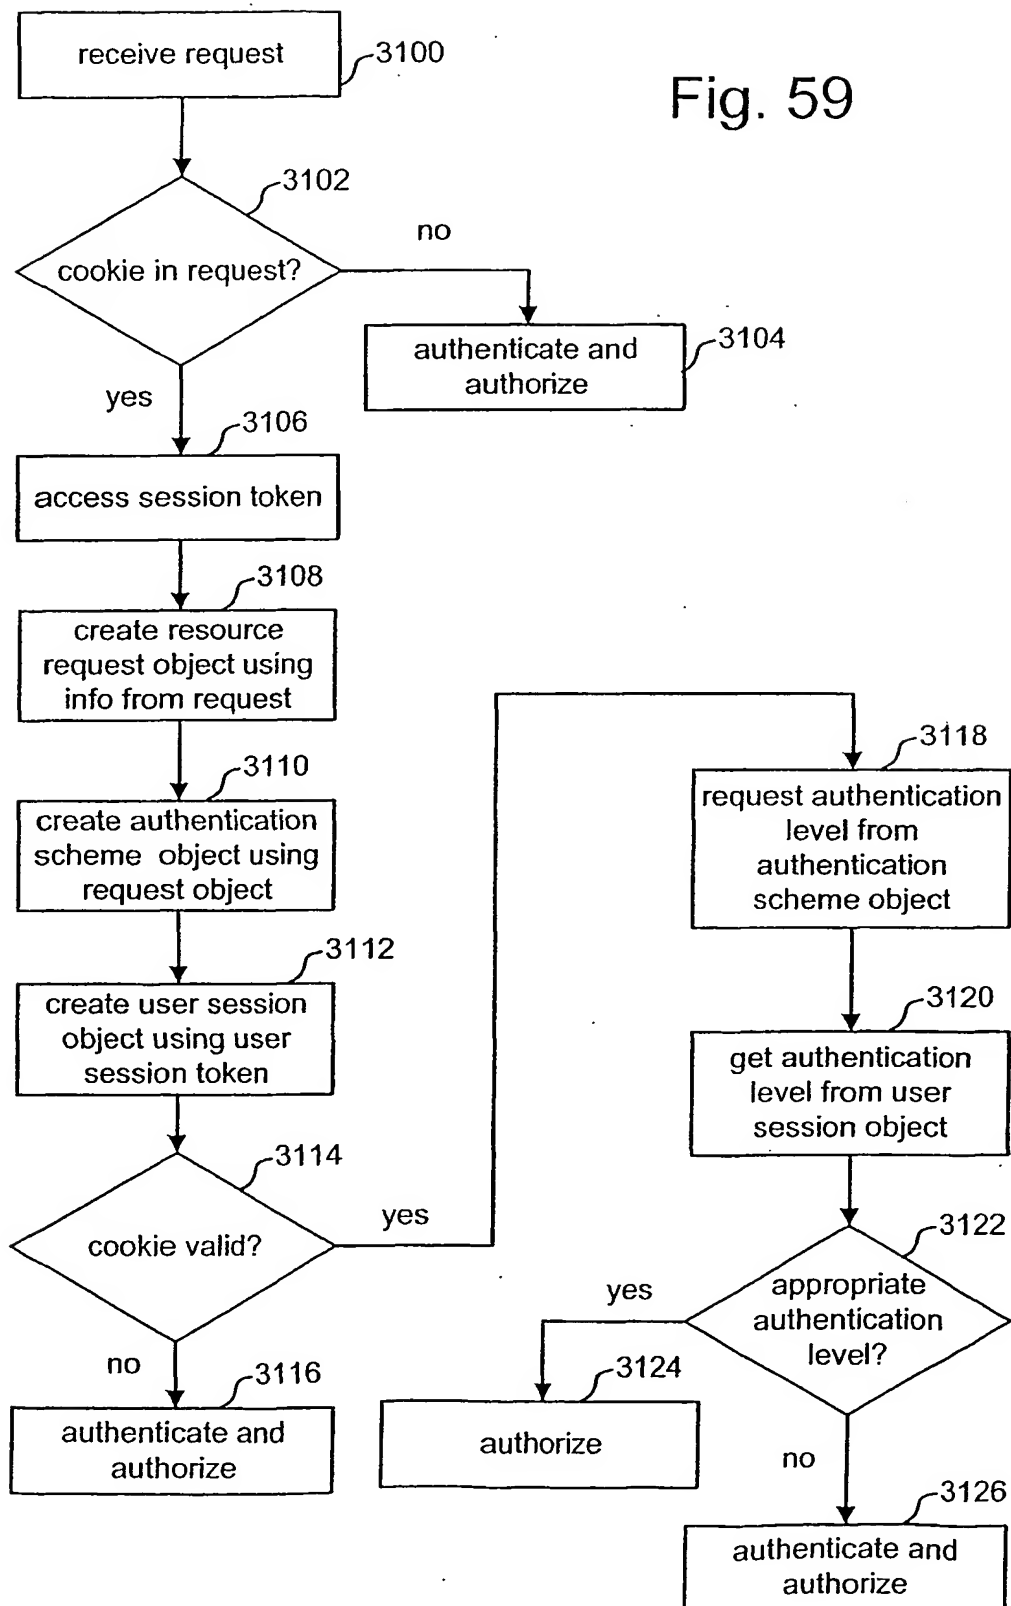 Fig. 59
receive request
3100
3102
cookie in request?
no
yes
3104
authenticate and
authorize
3106
access session token
3108
create resource
request object using
info from request
3110
create authentication
scheme object using
request object
3112
create user session
object using user
session token
3114
cookie valid?
yes
no
3116
authenticate and
authorize
3118
request authentication
level from
authentication
scheme object
3120
get authentication
level from user
session object
3122
appropriate
authentication
level?
yes
3124
authorize
no
3126
authenticate and
authorize